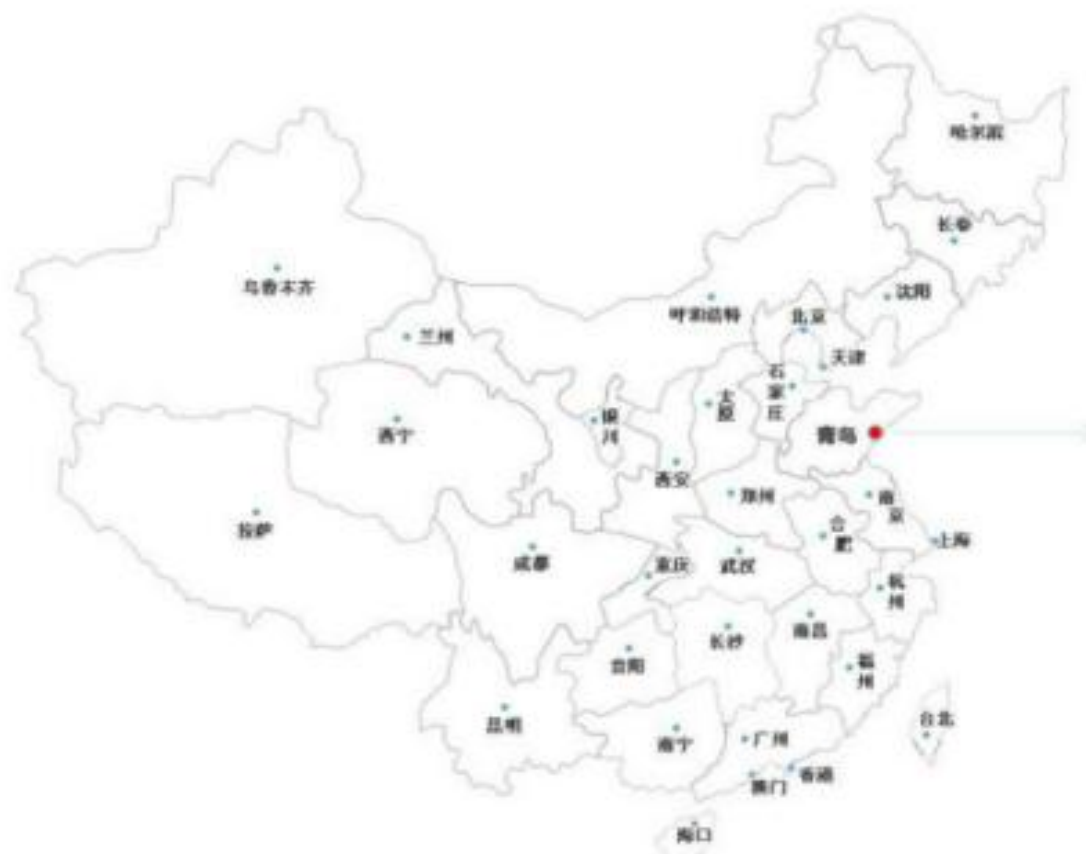 哈尔滨
长春
乌鲁木齐
沈阳
呼和浩特
北京
兰州
天津
石家庄
太原
西宁
银川
青岛
西安
郑州
南京
拉萨
合肥
上海
成都
重庆
武汉
杭州
长沙
南昌
贵阳
福州
昆明
台北
南宁
广州
香港
澳门
海口